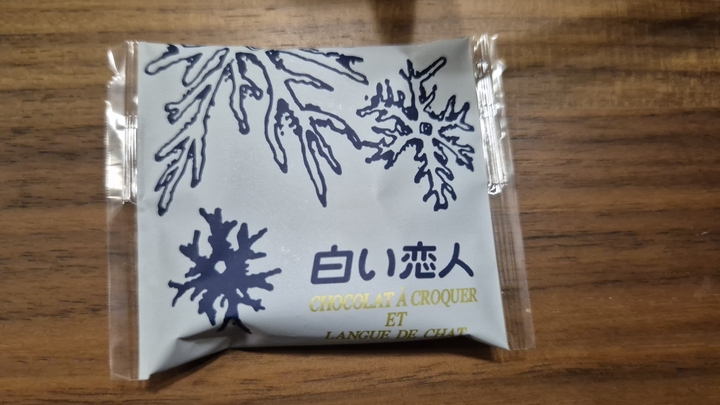 白い恋人
CHOCOLAT À CROQUER
ET
LANGUE DE CHAT